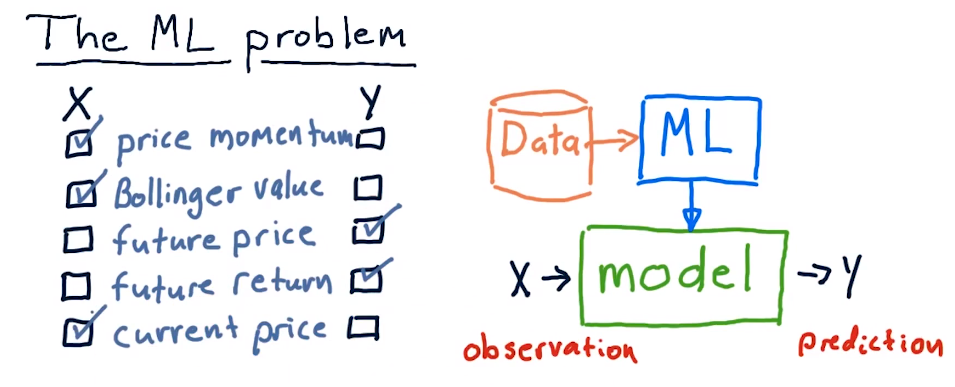 The ML problem
X Y
price momentum
Bollinger value
future price
future return
current price
Data → ML
X → model → Y
observation prediction